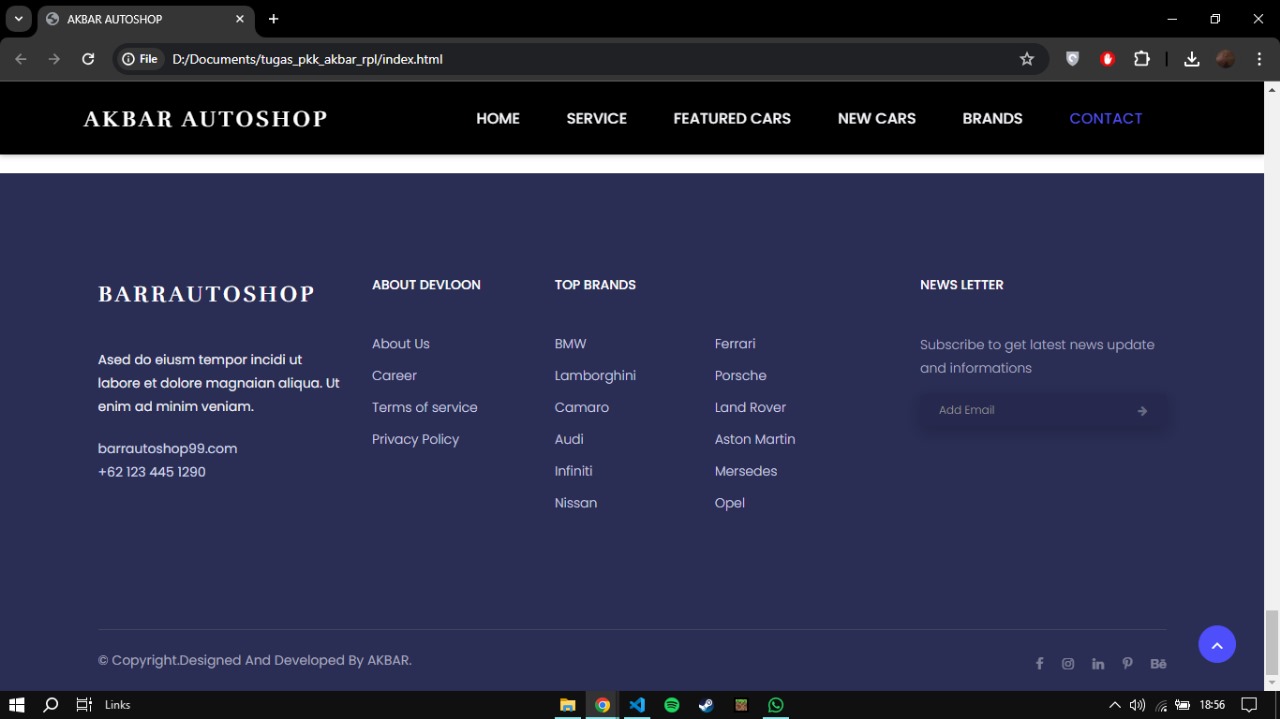 AKBAR AUTOSHOP
File
D:/Documents/tugas_pkk_akbar_rpl/index.html
AKBAR AUTOSHOP
HOME
SERVICE
FEATURED CARS
NEW CARS
BRANDS
CONTACT
BARRAUTOSHOP
Ased do eiusm tempor incidi ut
labore et dolore magnaian aliqua. Ut
enim ad minim veniam.
barrautoshop99.com
+62 123 445 1290
ABOUT DEVLOON
About Us
Career
Terms of service
Privacy Policy
TOP BRANDS
BMW
Lamborghini
Camaro
Audi
Infiniti
Nissan
Ferrari
Porsche
Land Rover
Aston Martin
Mersedes
Opel
NEWS LETTER
Subscribe to get latest news update
and informations
Add Email
© Copyright.Designed And Developed By AKBAR.
Links
18:56